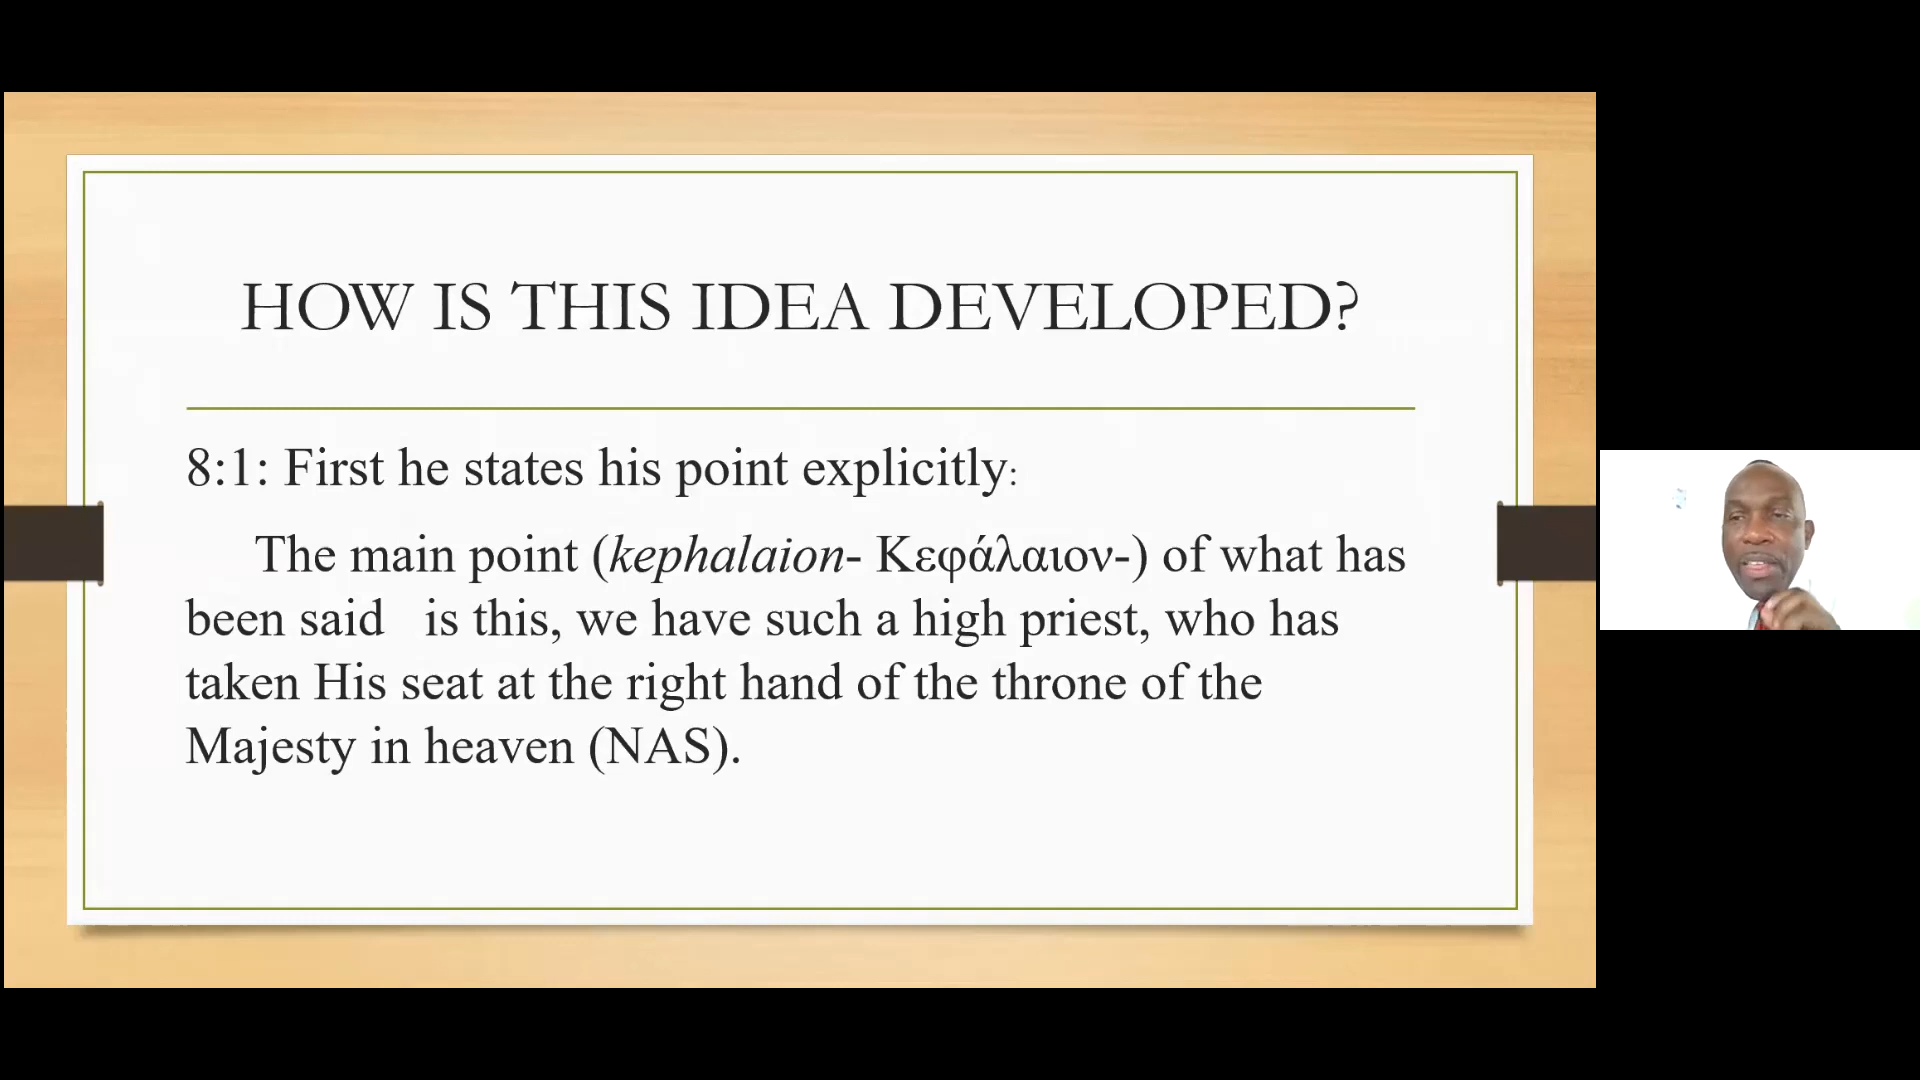 HOW IS THIS IDEA DEVELOPED?
8:1: First he states his point explicitly:
The main point (kephalaion- Κεφάλαιον-) of what has
been said   is this, we have such a high priest, who has
taken His seat at the right hand of the throne of the
Majesty in heaven (NAS).